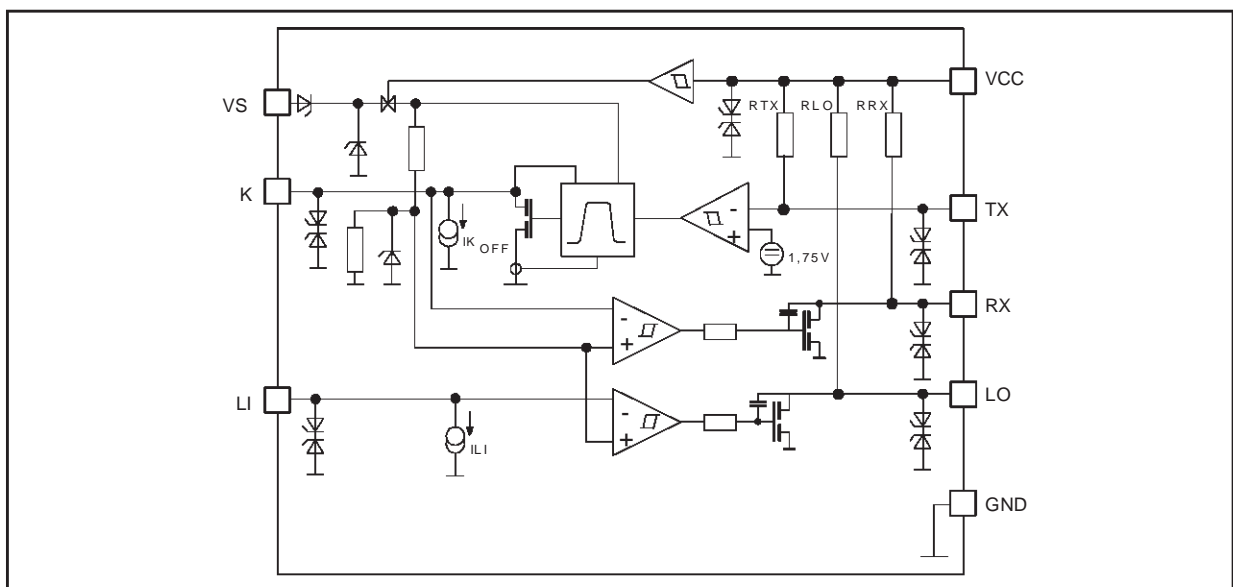 VS
VCC
RTX
RLO
RRX
K
TX
IK OFF
-
+
1,75V
RX
-
+
LI
LO
-
+
ILI
GND